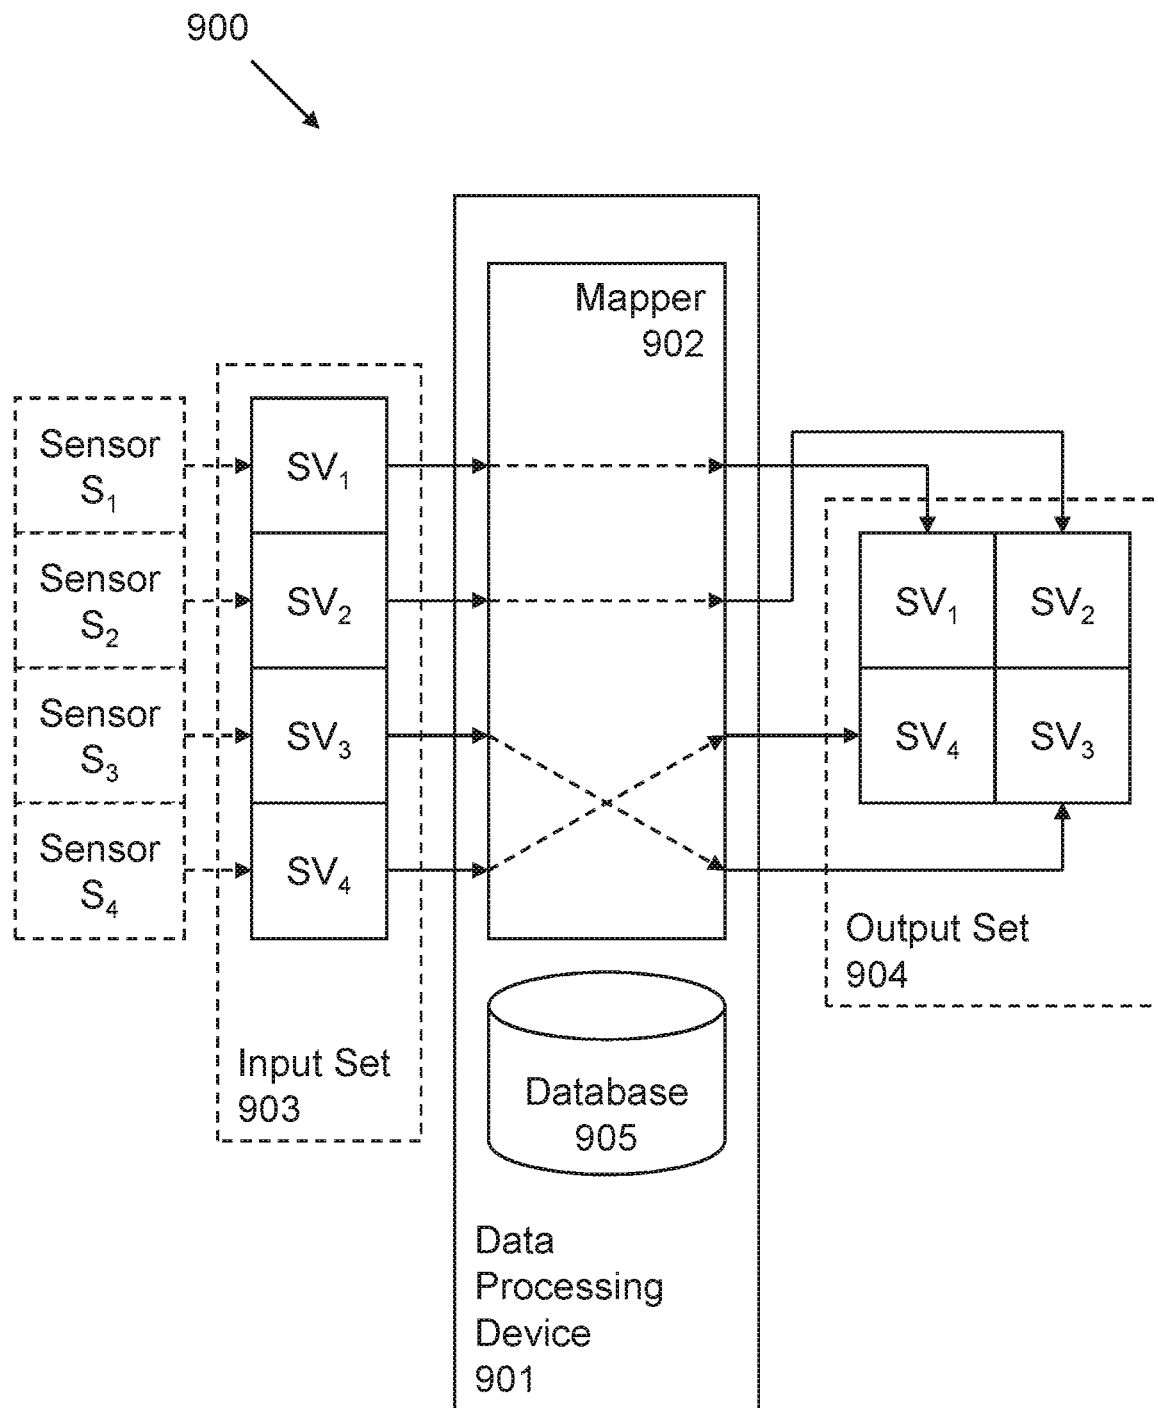 900
Mapper
902
Sensor
S₁
SV₁
Sensor
S₂
SV₂
Sensor
S₃
SV₃
Sensor
S₄
SV₄
SV₁
SV₂
SV₄
SV₃
Output Set
904
Input Set
903
Database
905
Data
Processing
Device
901